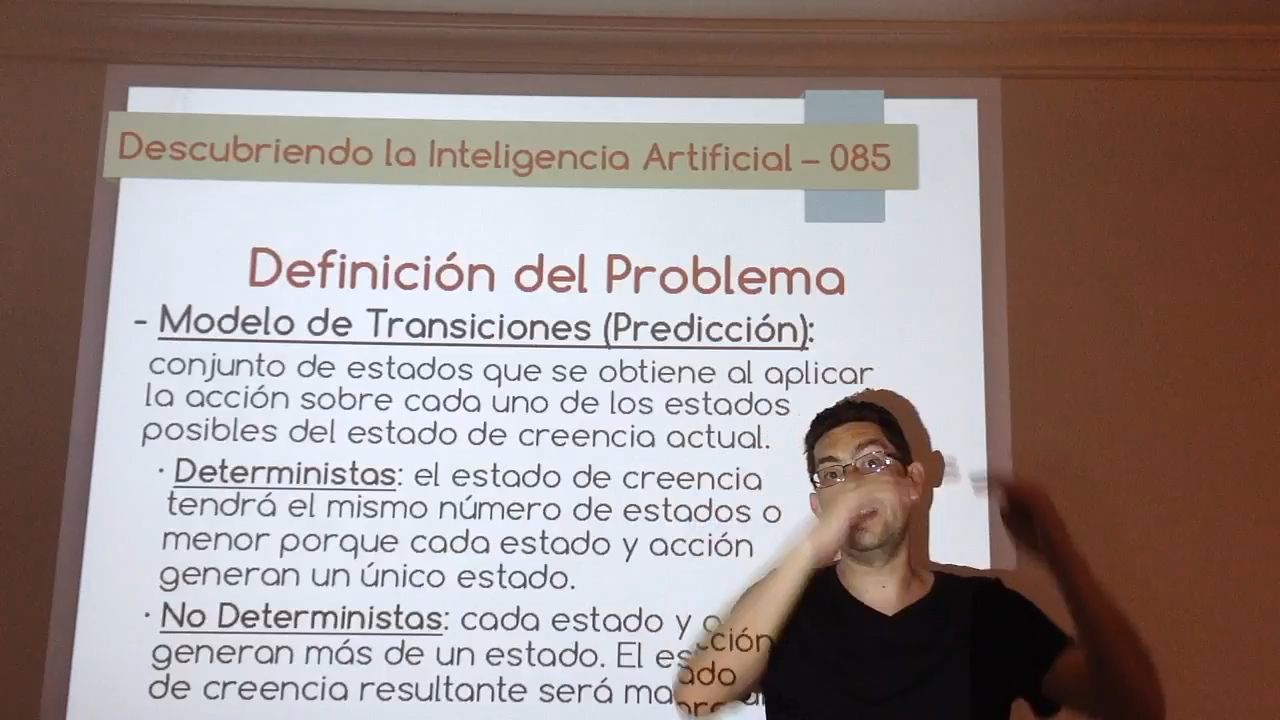 Descubriendo la Inteligencia Artificial – 085
Definición del Problema
- Modelo de Transiciones (Predicción):
conjunto de estados que se obtiene al aplicar
la acción sobre cada uno de los estados
posibles del estado de creencia actual.
· Deterministas: el estado de creencia
tendrá el mismo número de estados o
menor porque cada estado y acción
generan un único estado.
· No Deterministas: cada estado y acción
generan más de un estado. El estado
de creencia resultante será